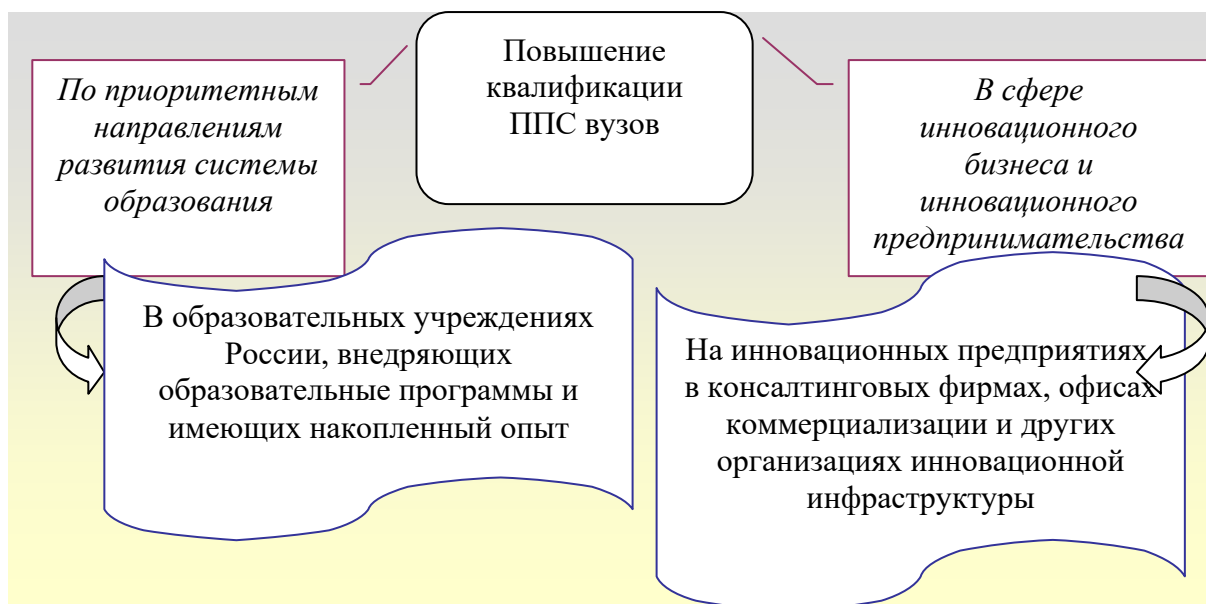 Повышение
квалификации
ППС вузов
По приоритетным
направлениям
развития системы
образования
В сфере
инновационного
бизнеса и
инновационного
предпринимательства
В образовательных учреждениях
России, внедряющих
образовательные программы и
имеющих накопленный опыт
На инновационных предприятиях,
в консалтинговых фирмах, офисах
коммерциализации и других
организациях инновационной
инфраструктуры